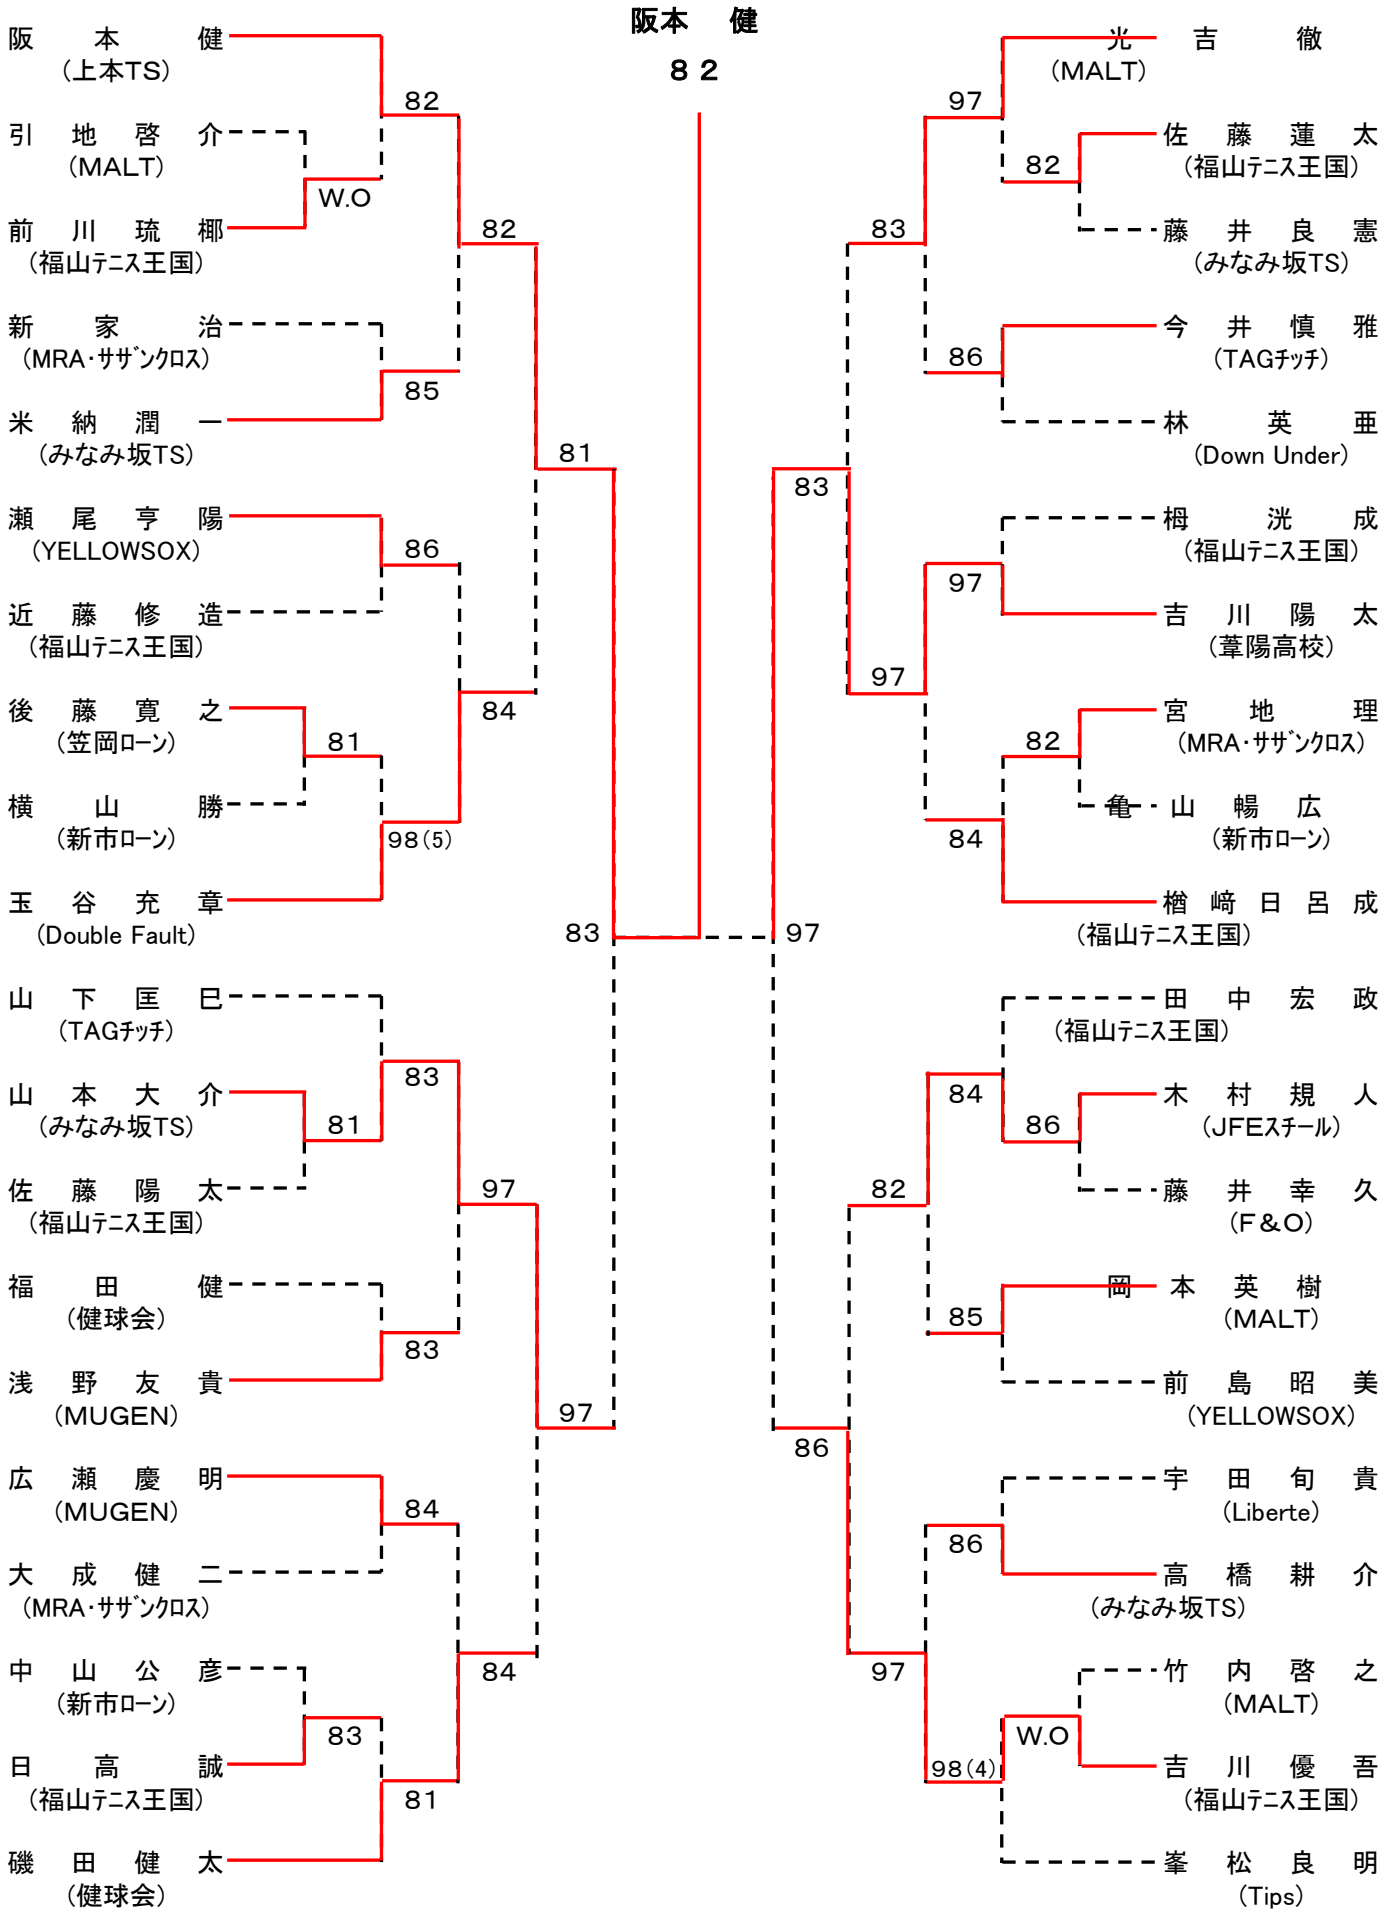 阪本 健
8 2
阪本健
(上本TS)
82
引地啓介
(MALT)
W.O
前川琉椰
(福山テニス王国)
82
新家治
(MRA・サザンクロス)
85
米納潤一
(みなみ坂TS)
81
瀬尾亨陽
(YELLOWSOX)
86
近藤修造
(福山テニス王国)
84
後藤寛之
(笠岡ローン)
81
横山勝
(新市ローン)
98(5)
玉谷充章
(Double Fault)
83
山下匡巳
(TAGチッチ)
83
山本大介
(みなみ坂TS)
81
佐藤陽太
(福山テニス王国)
97
福田健
(健球会)
83
浅野友貴
(MUGEN)
97
広瀬慶明
(MUGEN)
84
大成健二
(MRA・サザンクロス)
84
中山公彦
(新市ローン)
83
日高誠
(福山テニス王国)
81
磯田健太
(健球会)
光吉徹
(MALT)
97
佐藤蓮太
(福山テニス王国)
82
藤井良憲
(みなみ坂TS)
83
今井慎雅
(TAGチッチ)
86
林英亜
(Down Under)
83
栂洸成
(福山テニス王国)
97
吉川陽太
(葦陽高校)
97
宮地理
(MRA・サザンクロス)
82
亀山暢広
(新市ローン)
84
楢﨑日呂成
(福山テニス王国)
97
田中宏政
(福山テニス王国)
84
木村規人
(JFEスチール)
86
藤井幸久
(F&O)
82
岡本英樹
(MALT)
85
前島昭美
(YELLOWSOX)
86
宇田旬貴
(Liberte)
86
高橋耕介
(みなみ坂TS)
97
竹内啓之
(MALT)
W.O
吉川優吾
(福山テニス王国)
98(4)
峯松良明
(Tips)